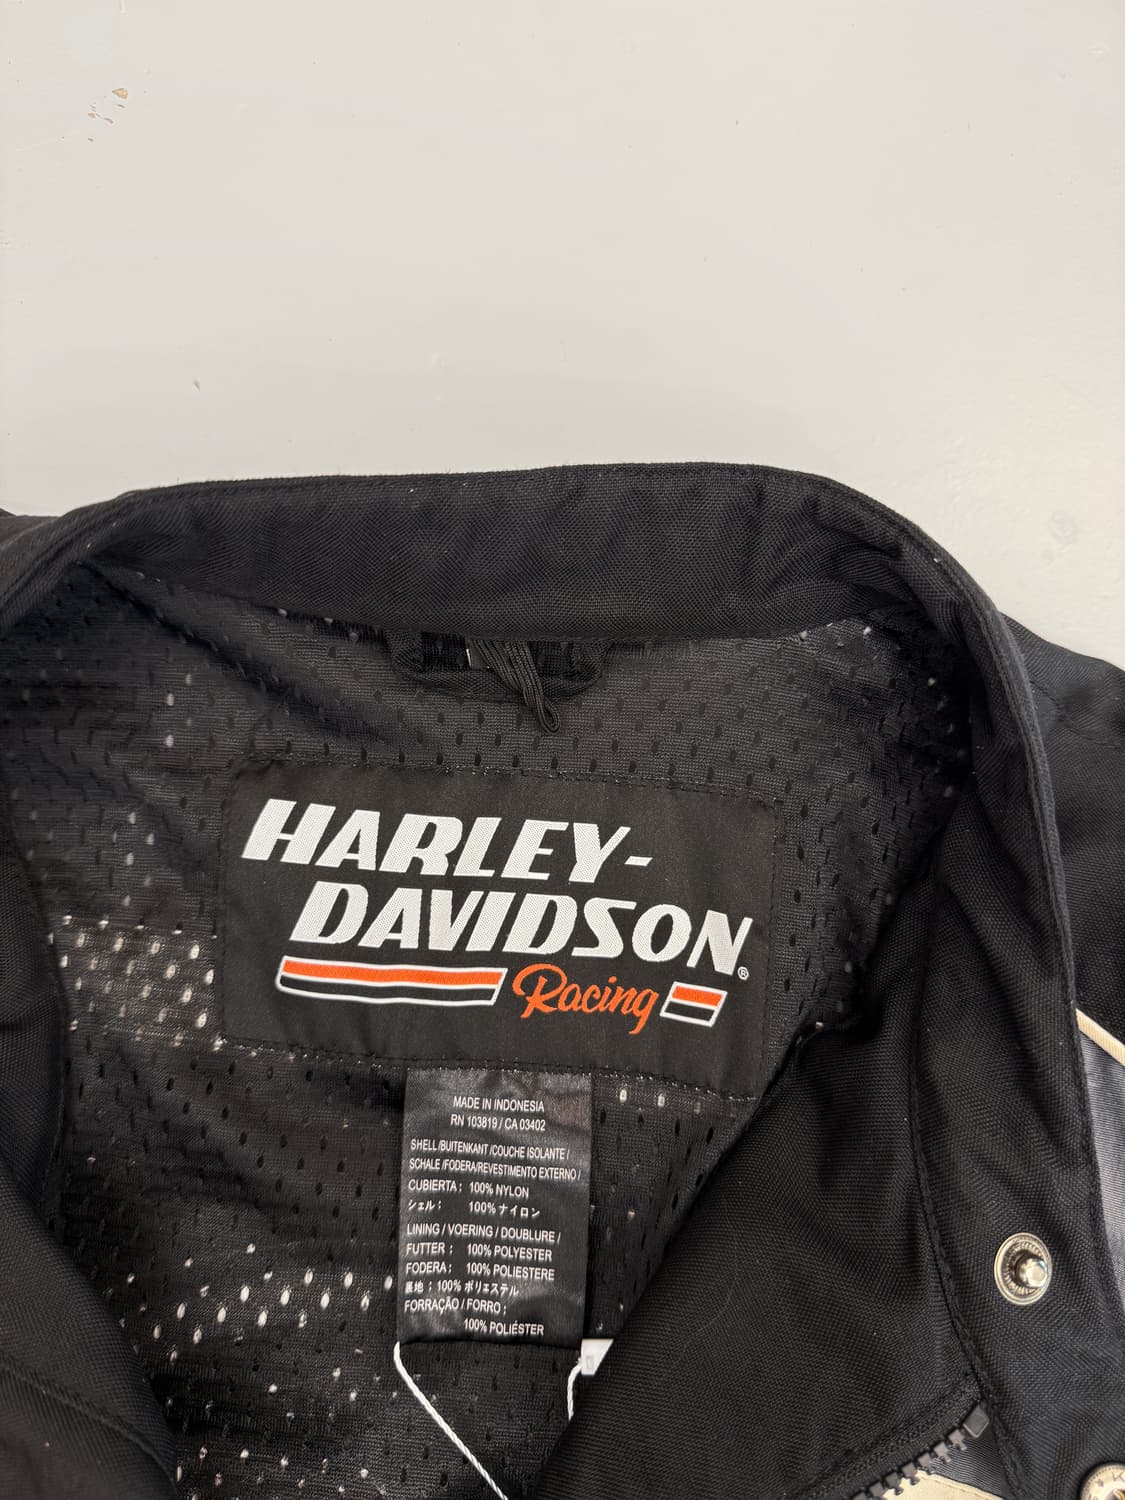 HARLEY-
DAVIDSON®
Racing
MADE IN INDONESIA
RN 103819 / CA 03402
SHELL /BUITENKANT /COUCHE ISOLANTE /
SCHALE /FODERA/REVESTIMENTO EXTERNO /
CUBIERTA : 100% NYLON
シェル : 100% ナイロン
LINING / VOERING / DOUBLURE /
FUTTER : 100% POLYESTER
FODERA : 100% POLIESTERE
裏地 : 100% ポリエステル
FORRAÇÃO / FORRO :
100% POLIÉSTER